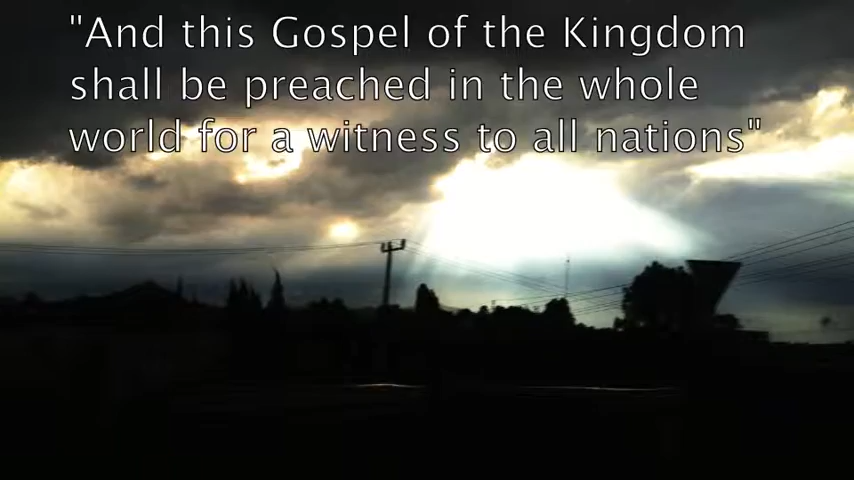 "And this Gospel of the Kingdom
shall be preached in the whole
world for a witness to all nations"